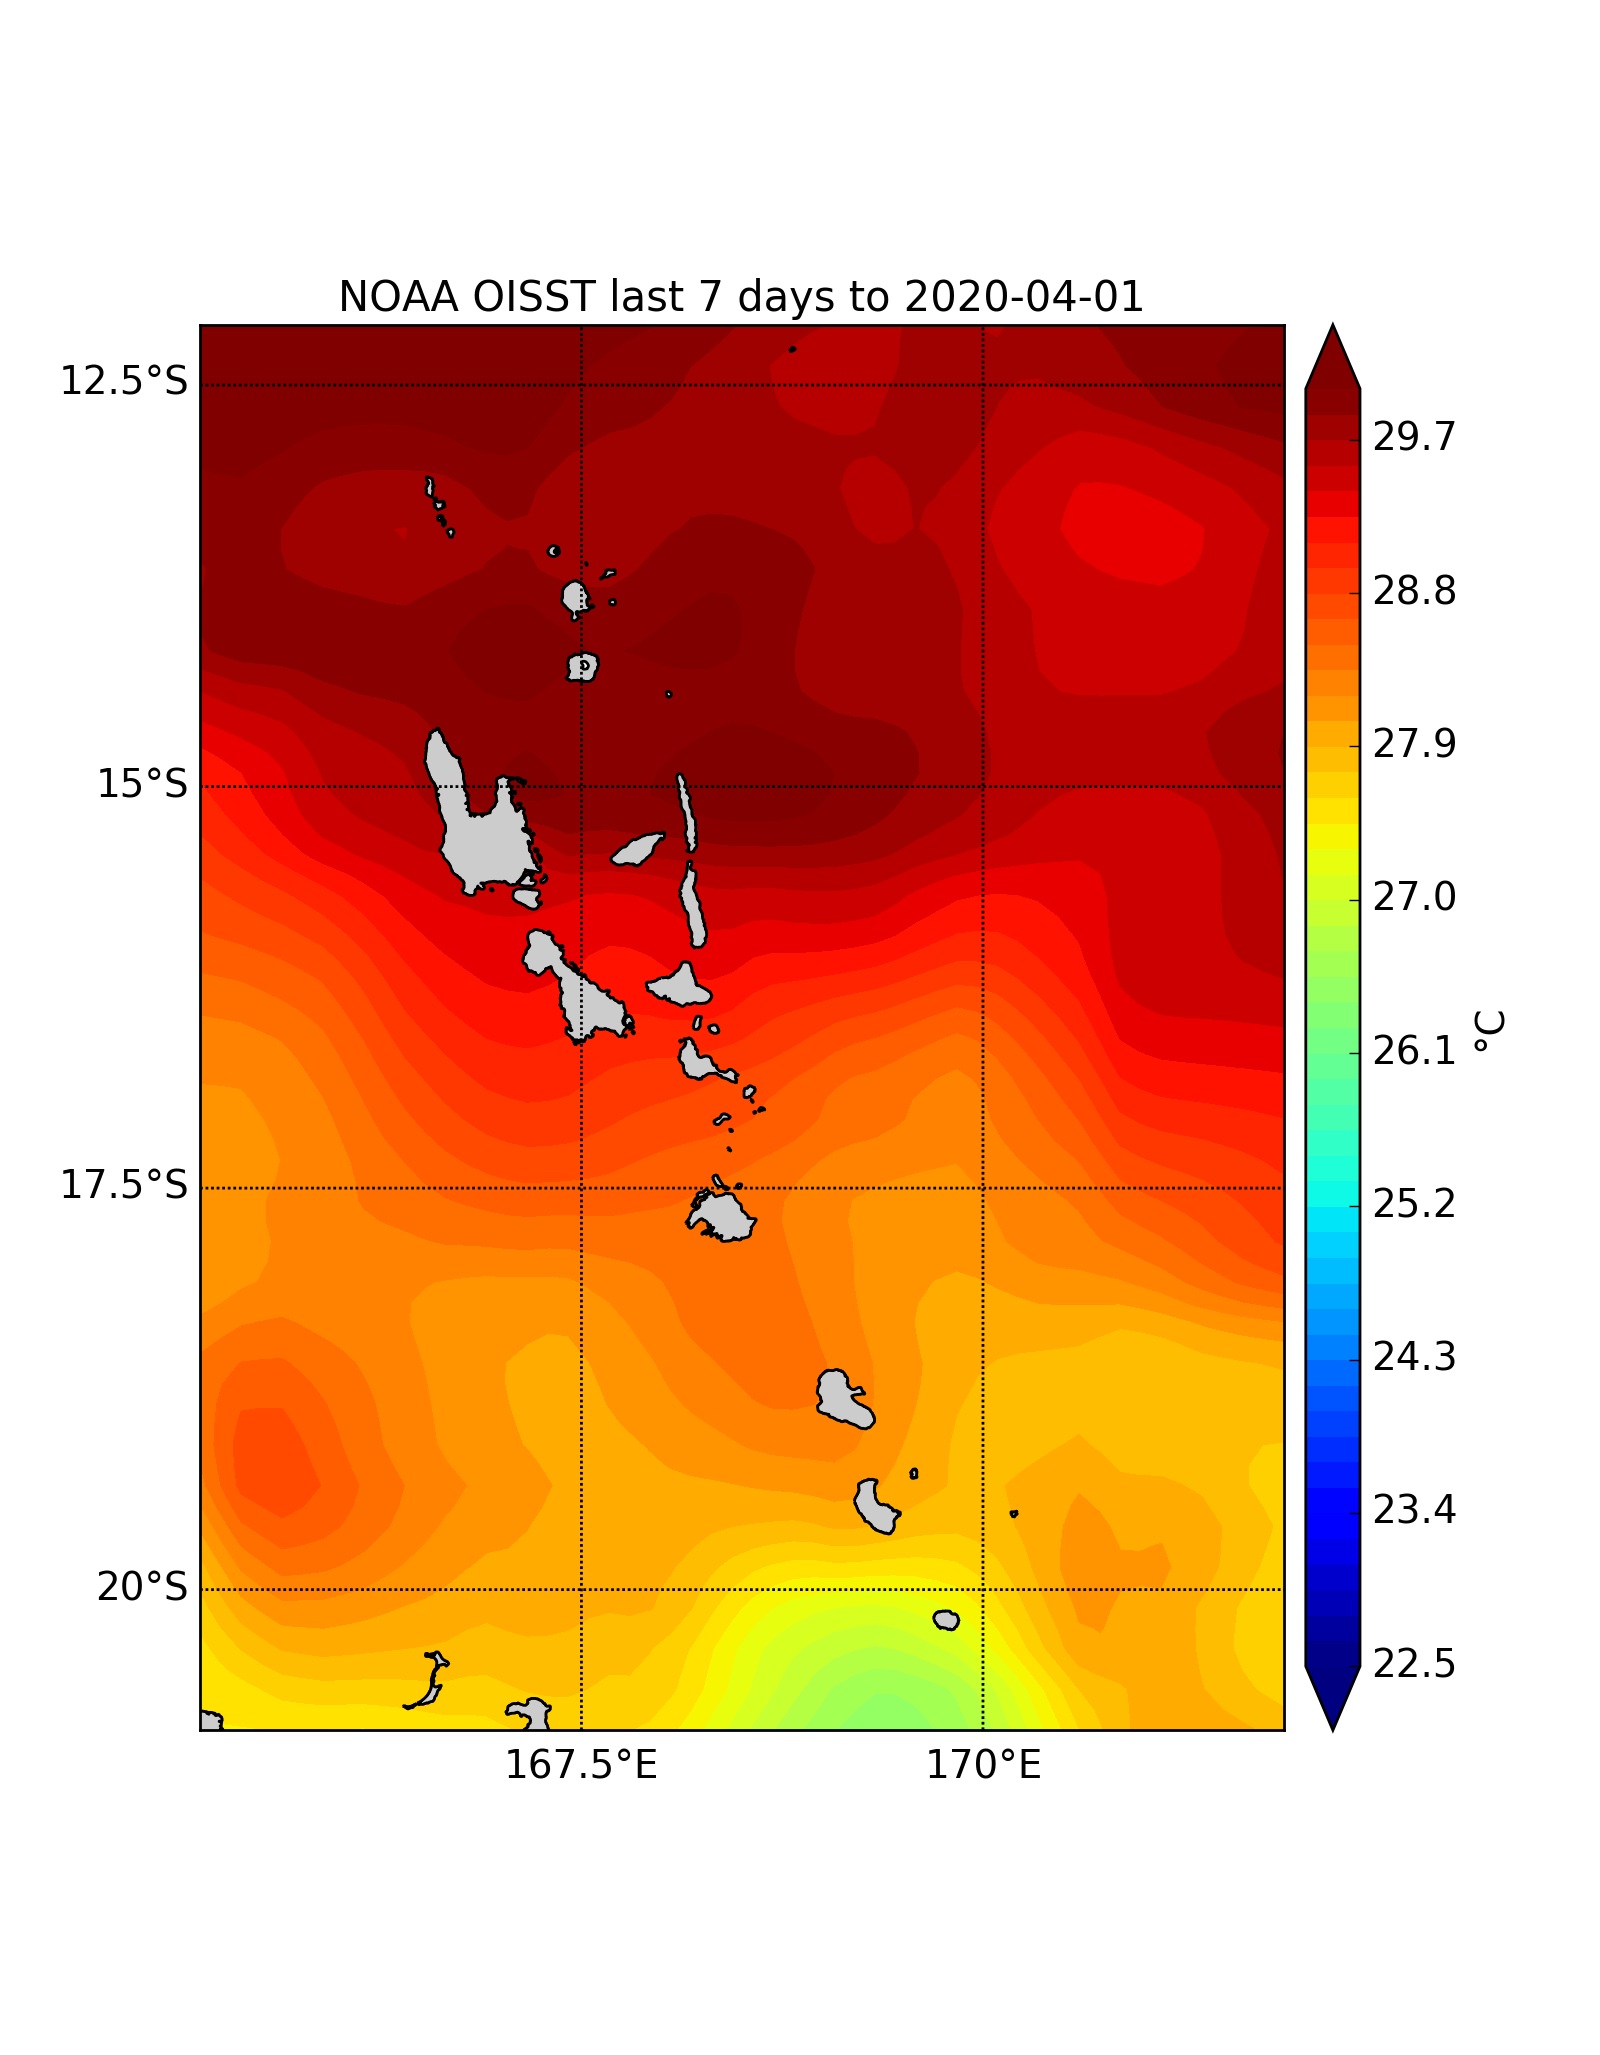 NOAA OISST last 7 days to 2020-04-01
12.5°S
15°S
17.5°S
20°S
167.5°E
170°E
29.7
28.8
27.9
27.0
26.1
25.2
24.3
23.4
22.5
°C